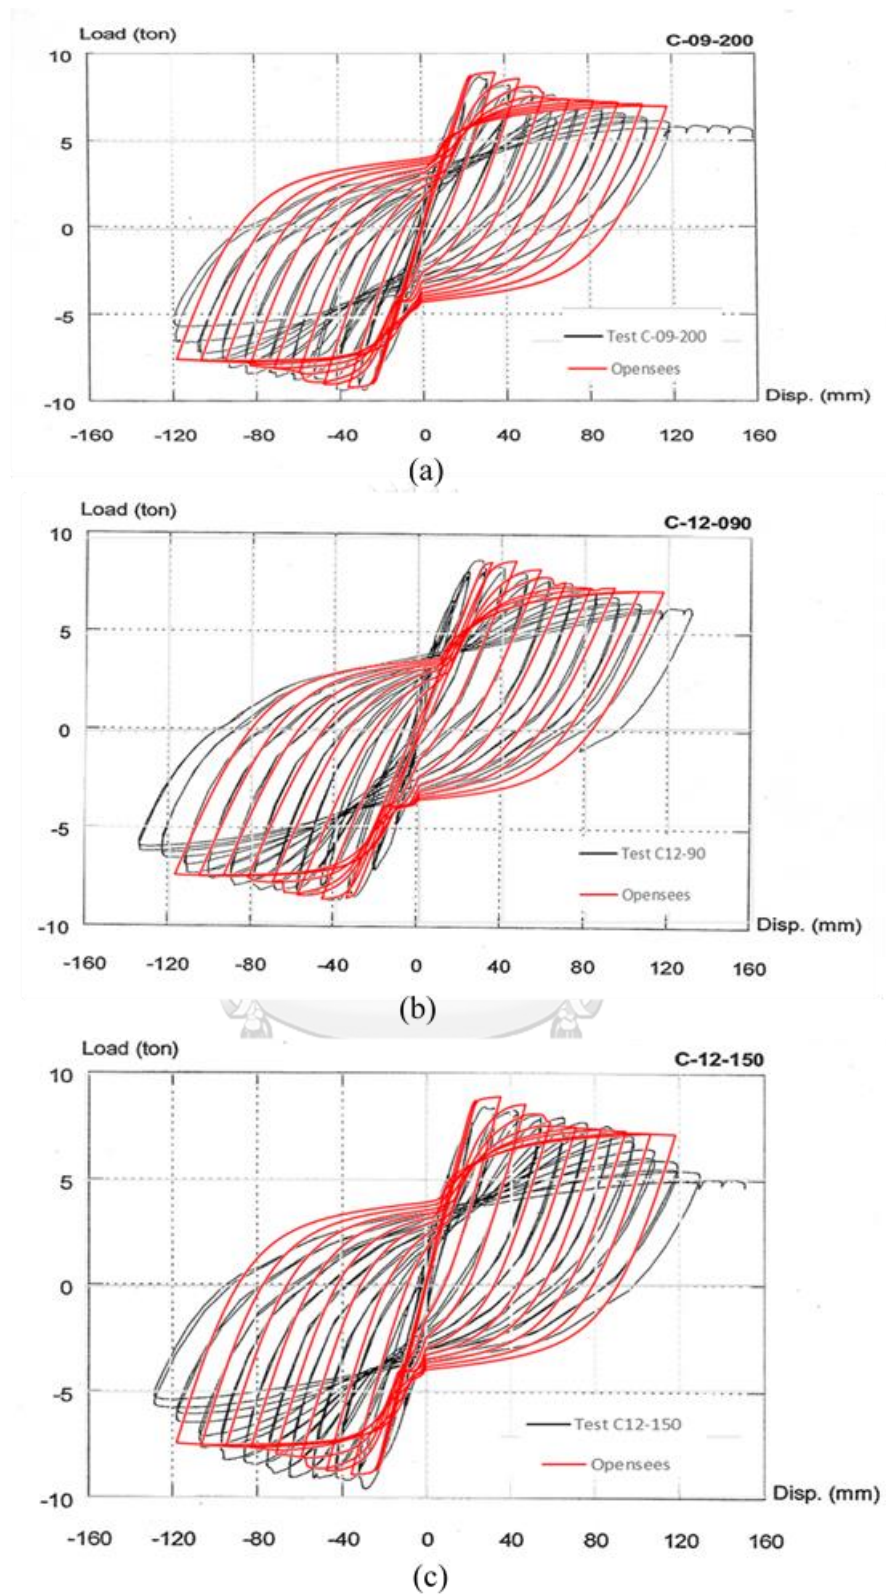 Load (ton)
C-09-200
10
5
0
-5
-10
Test C-09-200
Opensees
Disp. (mm)
-160 -120 -80 -40 0 40 80 120 160
(a)
Load (ton)
C-12-090
10
5
0
-5
-10
Test C12-90
Opensees
Disp. (mm)
-160 -120 -80 -40 0 40 80 120 160
(b)
Load (ton)
C-12-150
10
5
0
-5
-10
Test C12-150
Opensees
Disp. (mm)
-160 -120 -80 -40 0 40 80 120 160
(c)